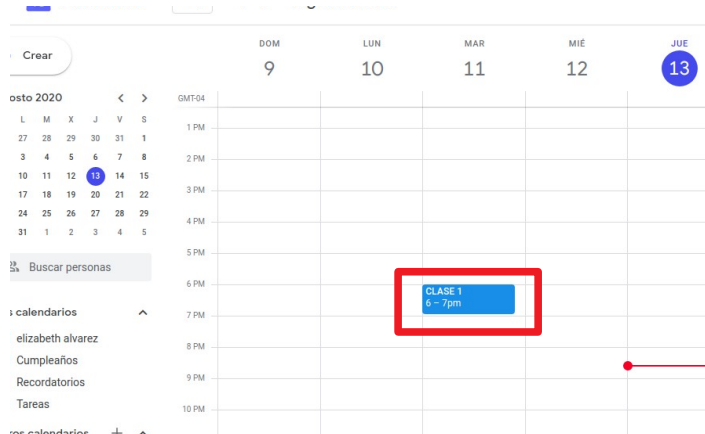 Crear
DOM LUN MAR MIÉ JUE
9 10 11 12 13
osto 2020 < >
GMT-04
L M X J V S
27 28 29 30 31 1
3 4 5 6 7 8
10 11 12 13 14 15
17 18 19 20 21 22
24 25 26 27 28 29
31 1 2 3 4 5
Buscar personas
s calendarios
elizabeth alvarez
Cumpleaños
Recordatorios
Tareas
ros calendarios +
1 PM
2 PM
3 PM
4 PM
5 PM
6 PM
CLASE 1
6 – 7pm
7 PM
8 PM
9 PM
10 PM